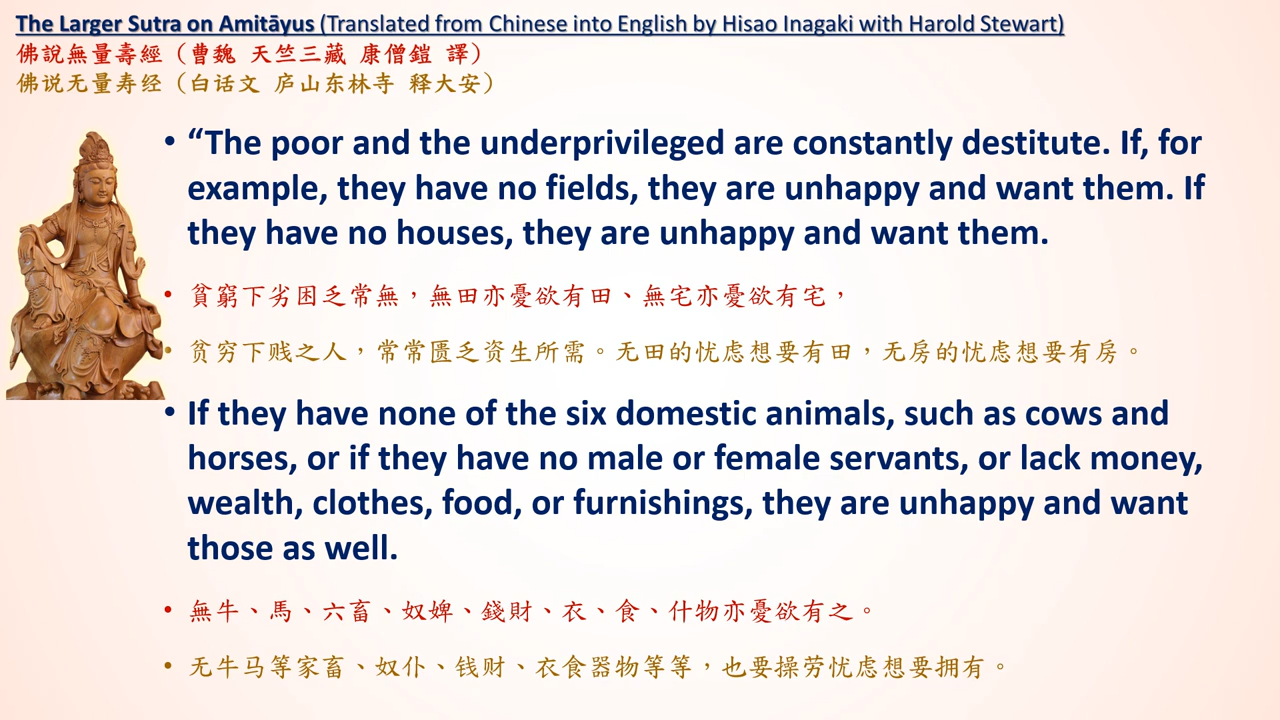 The Larger Sutra on Amitāyus (Translated from Chinese into English by Hisao Inagaki with Harold Stewart)
佛說無量壽經（曹魏 天竺三藏 康僧鎧 譯）
佛说无量寿经（白话文 庐山东林寺 释大安）
• “The poor and the underprivileged are constantly destitute. If, for
example, they have no fields, they are unhappy and want them. If
they have no houses, they are unhappy and want them.
• 貧窮下劣困乏常無，無田亦憂欲有田、無宅亦憂欲有宅，
• 贫穷下贱之人，常常匮乏资生所需。无田的忧虑想要有田，无房的忧虑想要有房。
• If they have none of the six domestic animals, such as cows and
horses, or if they have no male or female servants, or lack money,
wealth, clothes, food, or furnishings, they are unhappy and want
those as well.
• 無牛、馬、六畜、奴婢、錢財、衣、食、什物亦憂欲有之。
• 无牛马等家畜、奴仆、钱财、衣食器物等等，也要操劳忧虑想要拥有。